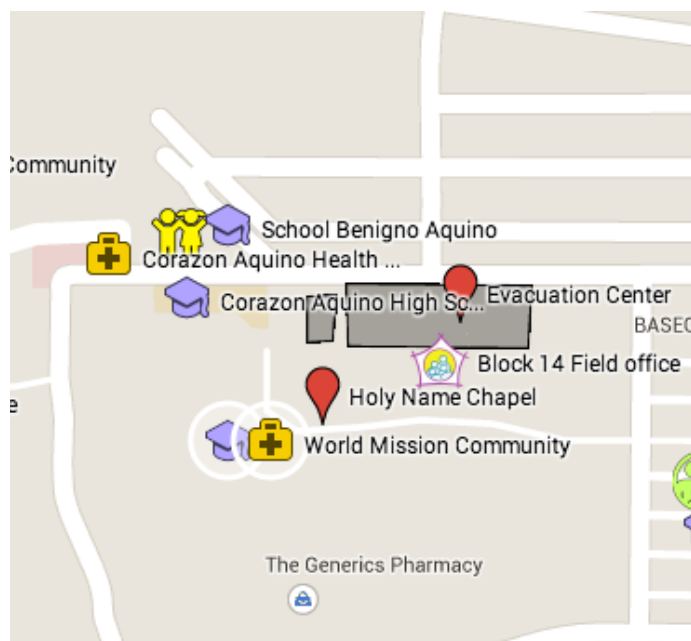 Community
School Benigno Aquino
Corazon Aquino Health ...
Evacuation Center
Corazon Aquino High Sc...
BASEC
Block 14 Field office
Holy Name Chapel
e
World Mission Community
The Generics Pharmacy